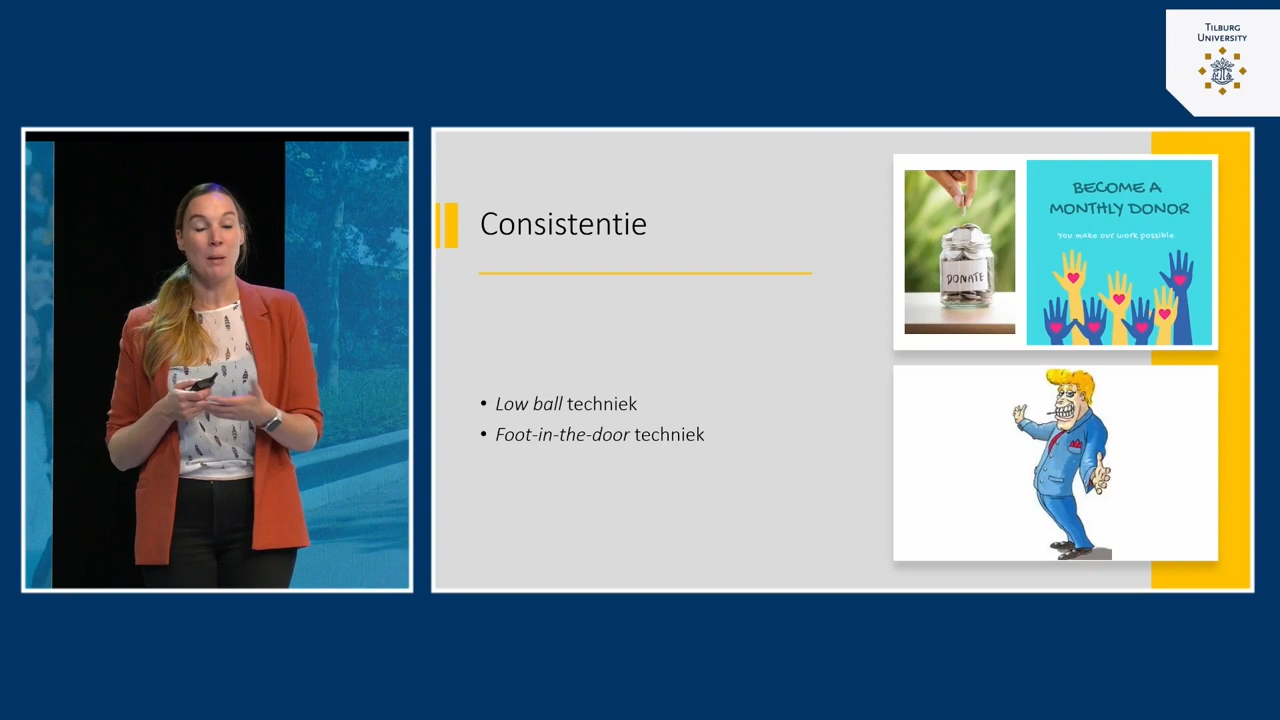 TILBURG
UNIVERSITY
Consistentie
• Low ball techniek
• Foot-in-the-door techniek
DONATE
BECOME A
MONTHLY DONOR
You make our work possible.